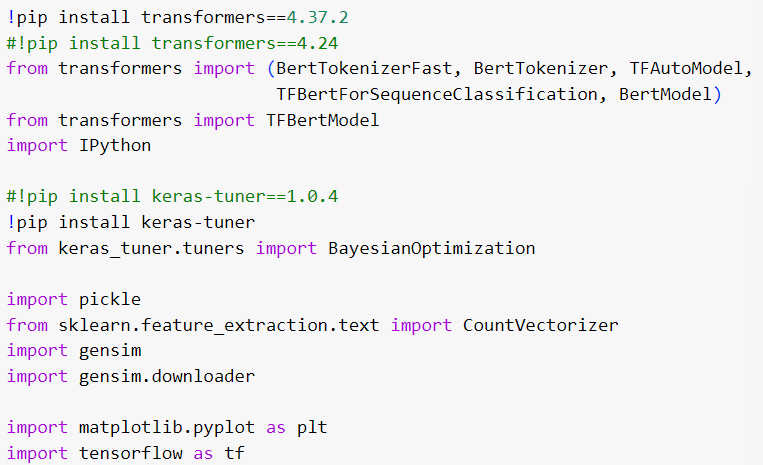 !pip install transformers==4.37.2
#!pip install transformers==4.24
from transformers import (BertTokenizerFast, BertTokenizer, TFAutoModel,
                          TFBertForSequenceClassification, BertModel)
from transformers import TFBertModel
import IPython

#!pip install keras-tuner==1.0.4
!pip install keras-tuner
from keras_tuner.tuners import BayesianOptimization

import pickle
from sklearn.feature_extraction.text import CountVectorizer
import gensim
import gensim.downloader

import matplotlib.pyplot as plt
import tensorflow as tf